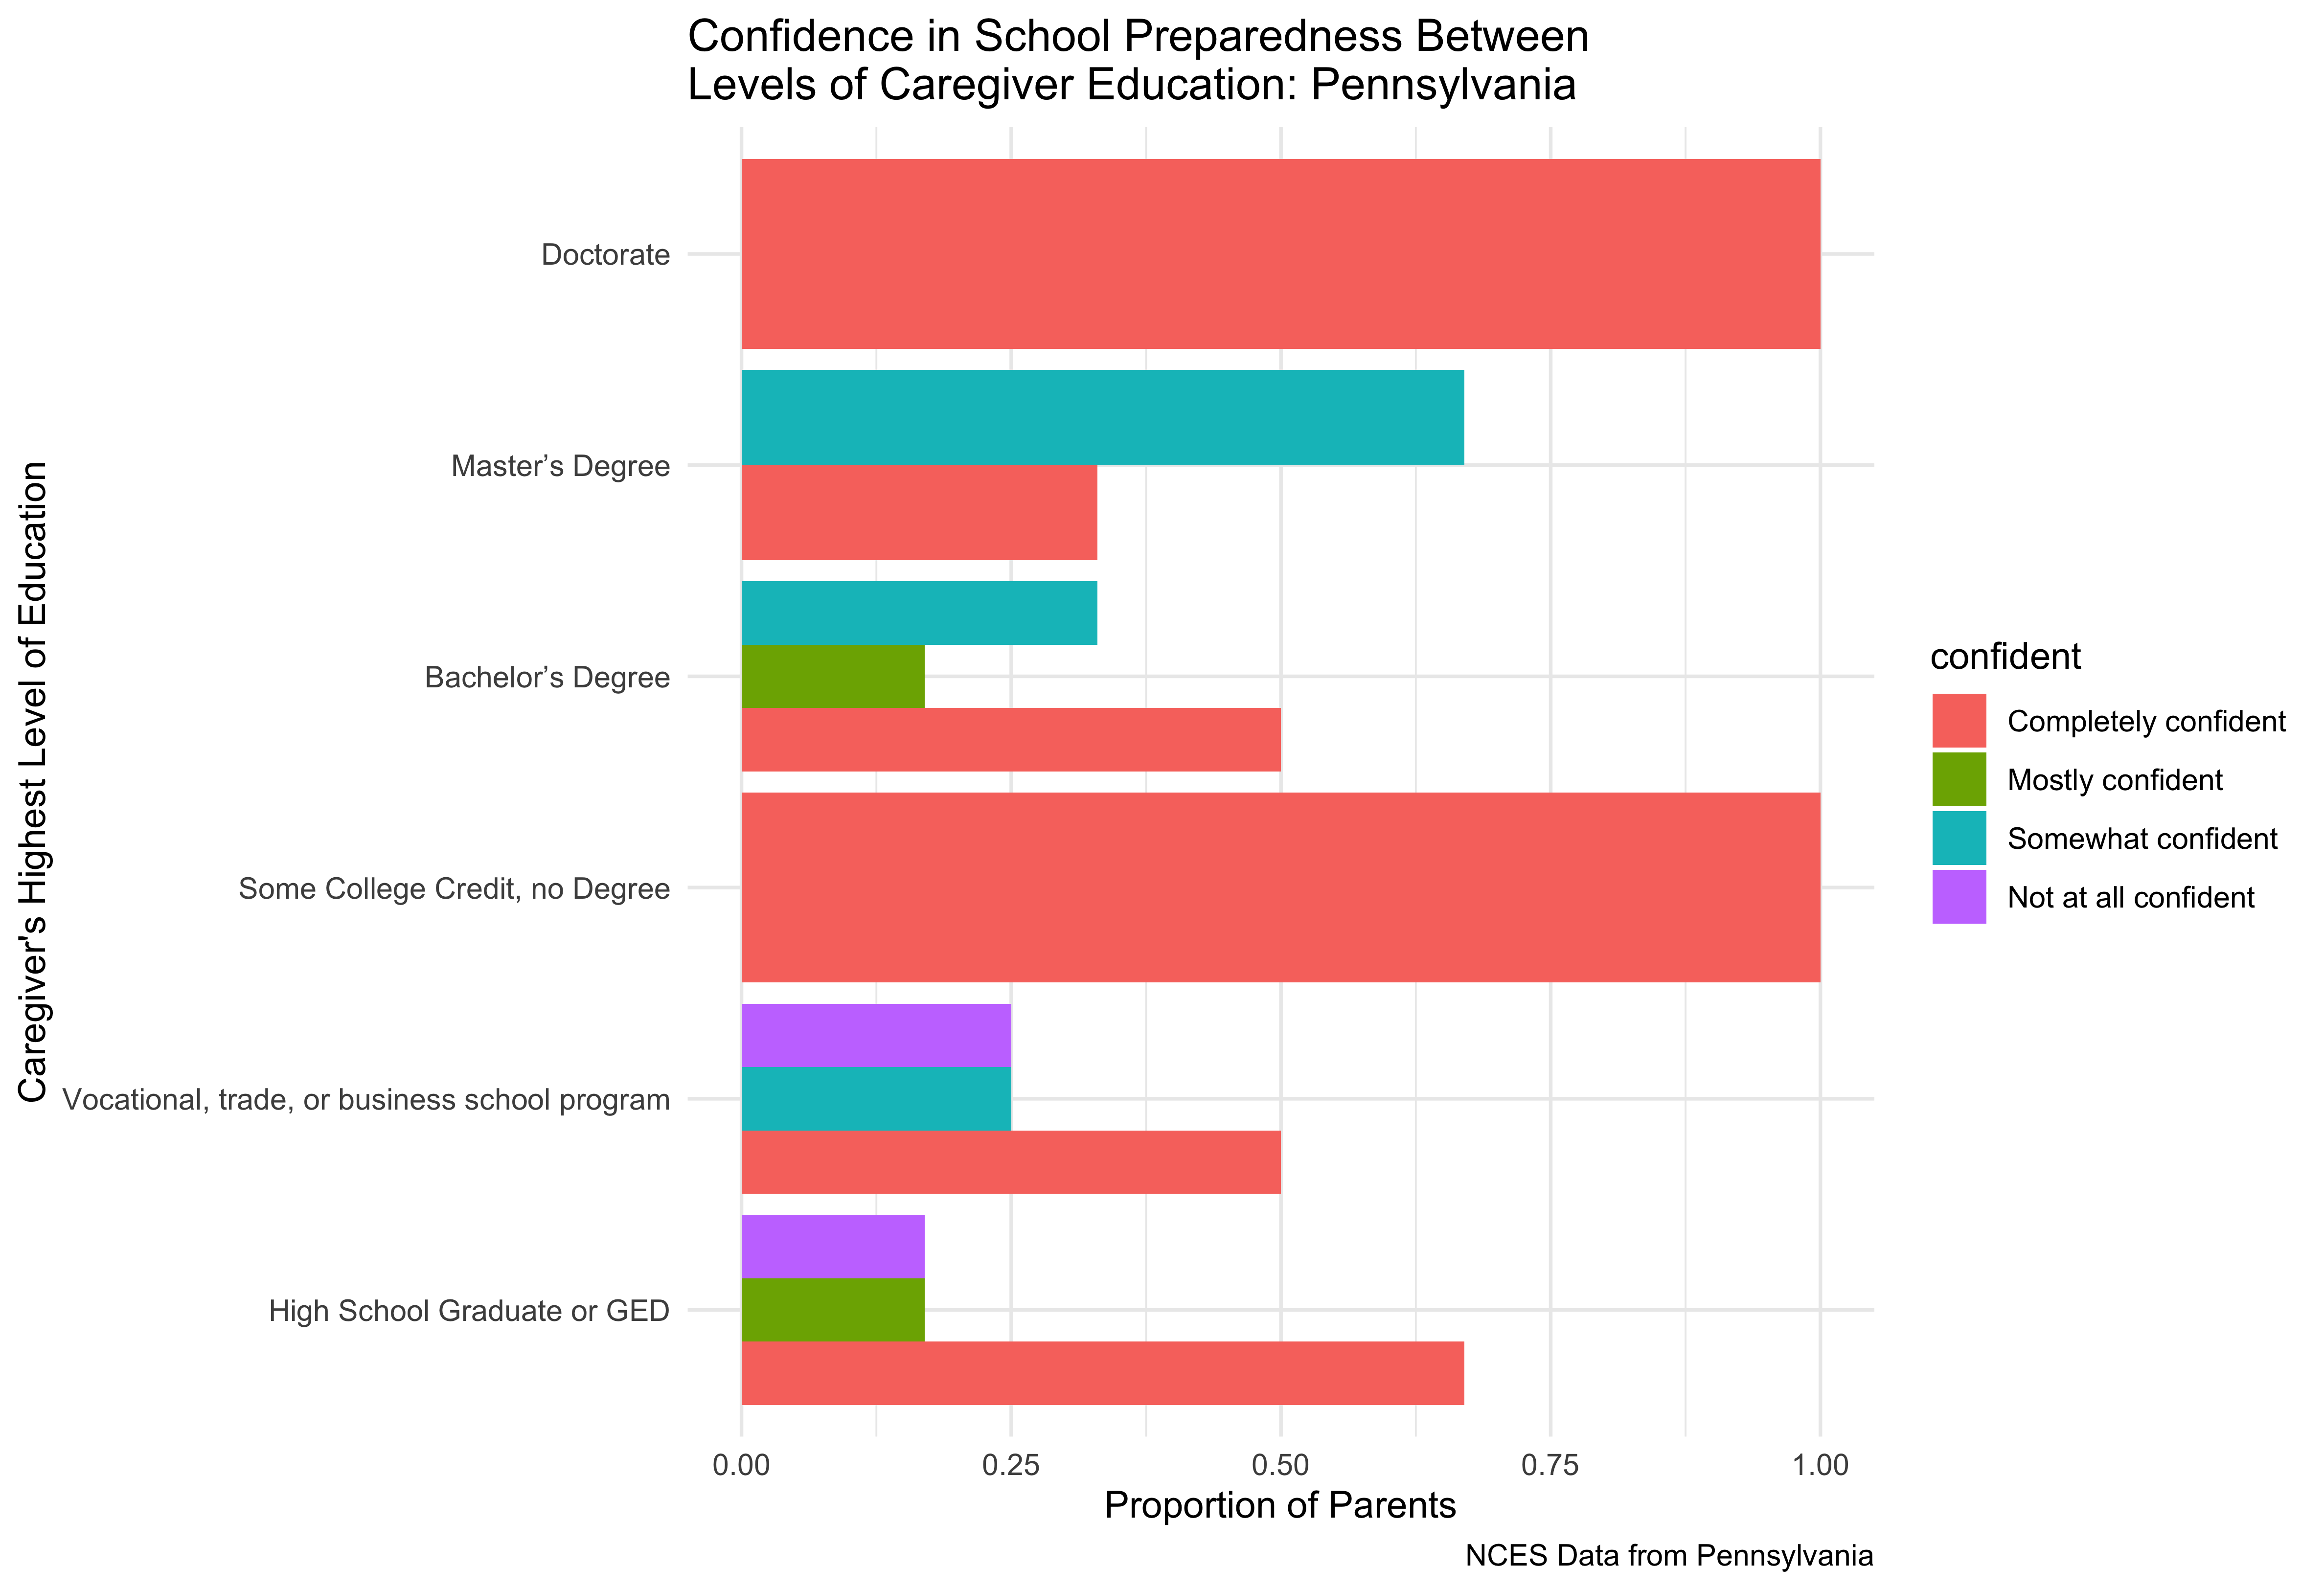 Confidence in School Preparedness Between
Levels of Caregiver Education: Pennsylvania
Caregiver's Highest Level of Education
Doctorate
Master’s Degree
Bachelor’s Degree
Some College Credit, no Degree
Vocational, trade, or business school program
High School Graduate or GED
0.00 0.25 0.50 0.75 1.00
Proportion of Parents
NCES Data from Pennsylvania
confident
Completely confident
Mostly confident
Somewhat confident
Not at all confident